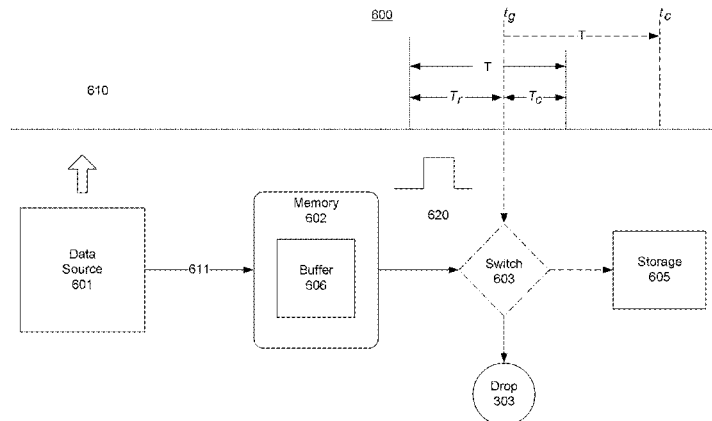 600
t_g
t_c
T
T
610
T_r
T_c
Memory
602
620
Data
Source
601
611
Buffer
606
Switch
603
Storage
605
Drop
303